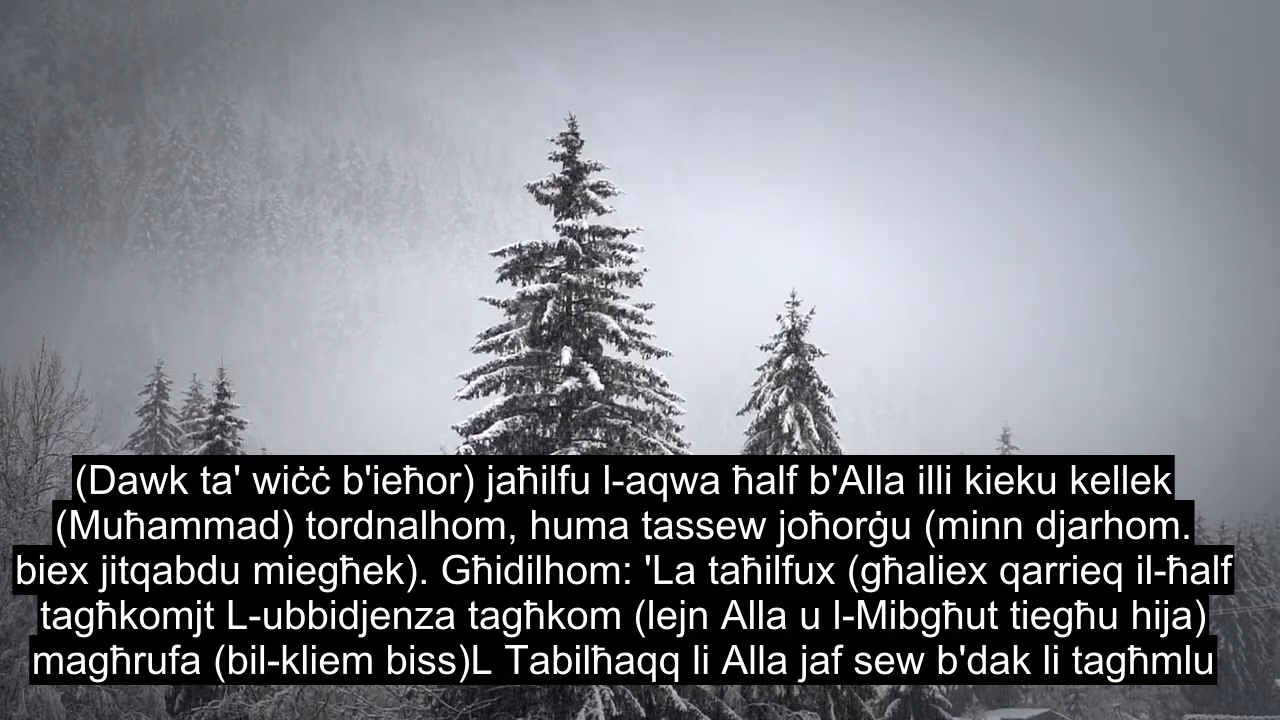 (Dawk ta' wiċċ b'ieħor) jaħilfu l-aqwa ħalf b'Alla illi kieku kellek
(Muħammad) tordnalhom, huma tassew joħorġu (minn djarhom.
biex jitqabdu miegħek). Għidilhom: 'La taħilfux (għaliex qarrieq il-ħalf
tagħkomjt L-ubbidjenza tagħkom (lejn Alla u l-Mibgħut tiegħu hija)
magħrufa (bil-kliem biss)L Tabilħaqq li Alla jaf sew b'dak li tagħmlu